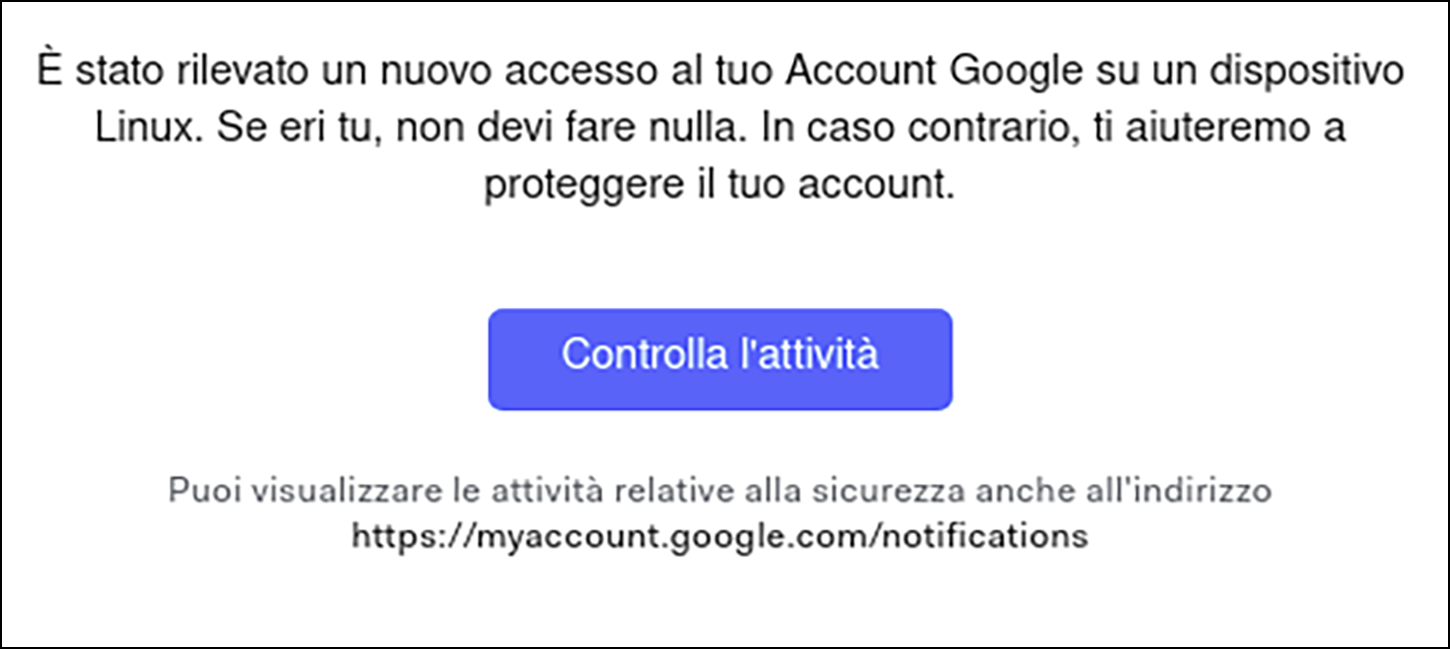 È stato rilevato un nuovo accesso al tuo Account Google su un dispositivo
Linux. Se eri tu, non devi fare nulla. In caso contrario, ti aiuteremo a
proteggere il tuo account.
Controlla l'attività
Puoi visualizzare le attività relative alla sicurezza anche all'indirizzo
https://myaccount.google.com/notifications